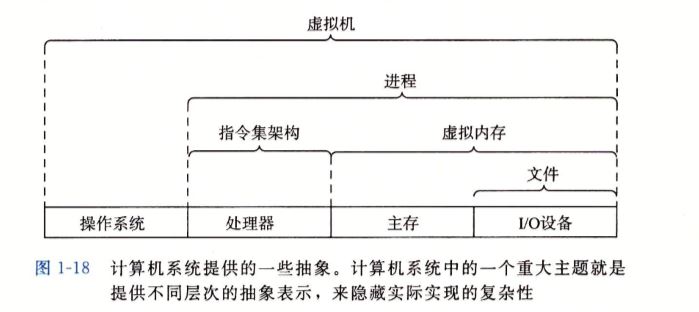 虚拟机
进程
指令集架构 虚拟内存
文件
操作系统 处理器 主存 I/O设备
图 1-18 计算机系统提供的一些抽象。计算机系统中的一个重大主题就是
提供不同层次的抽象表示，来隐藏实际实现的复杂性